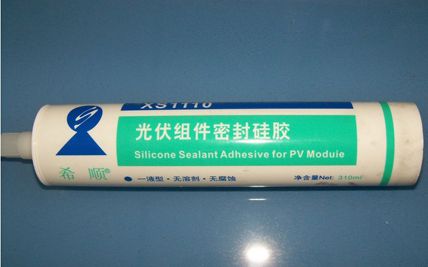 XS1110
光伏组件密封硅胶
Silicone Sealant Adhesive for PV Module
希顺®
一液型·无溶剂·无腐蚀
净含量Net: 310ml